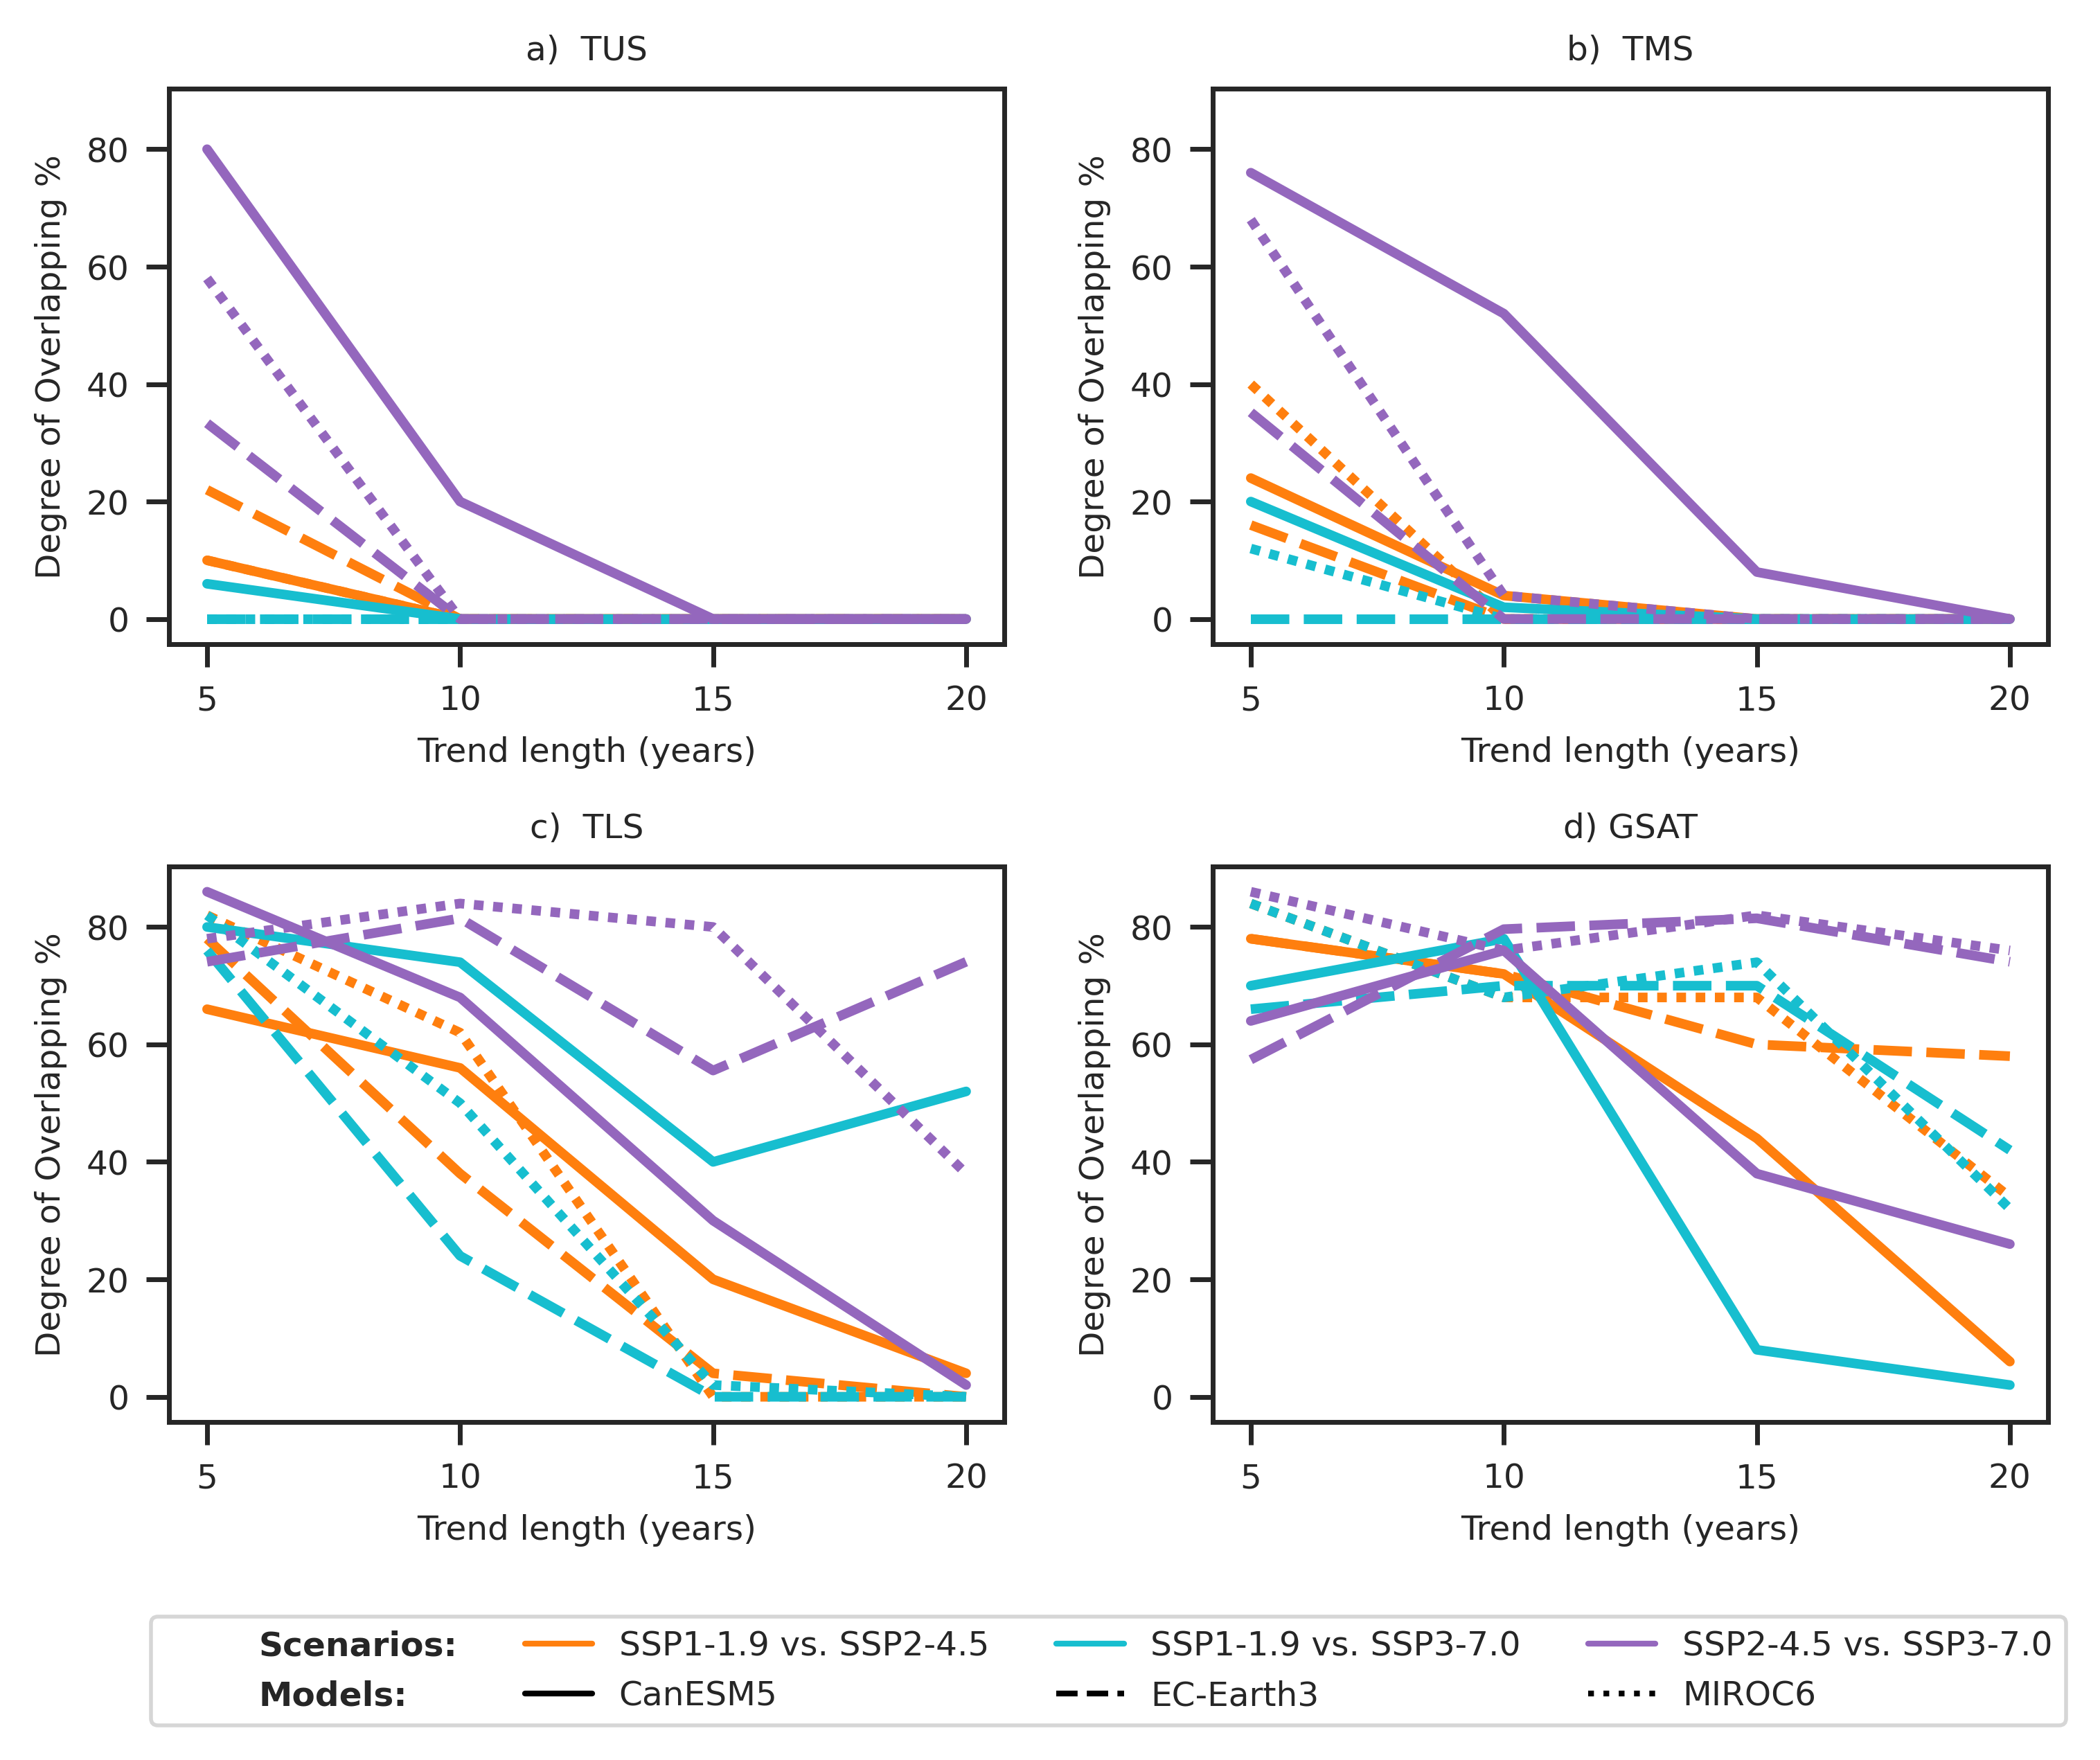 a)  TUS
Degree of Overlapping %
80
60
40
20
0
5 10 15 20
Trend length (years)
b)  TMS
Degree of Overlapping %
80
60
40
20
0
5 10 15 20
Trend length (years)
c)  TLS
Degree of Overlapping %
80
60
40
20
0
5 10 15 20
Trend length (years)
d) GSAT
Degree of Overlapping %
80
60
40
20
0
5 10 15 20
Trend length (years)
Scenarios: SSP1-1.9 vs. SSP2-4.5 SSP1-1.9 vs. SSP3-7.0 SSP2-4.5 vs. SSP3-7.0
Models: CanESM5 EC-Earth3 MIROC6